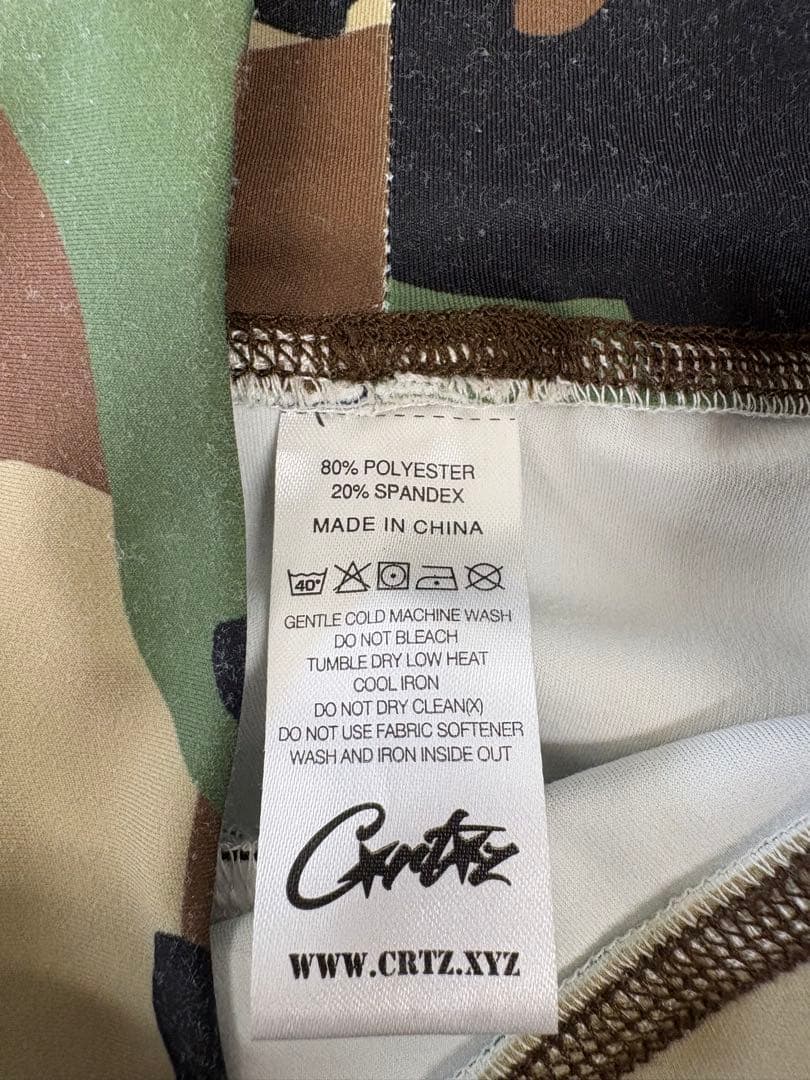 80% POLYESTER
20% SPANDEX
MADE IN CHINA
40°
GENTLE COLD MACHINE WASH
DO NOT BLEACH
TUMBLE DRY LOW HEAT
COOL IRON
DO NOT DRY CLEAN(X)
DO NOT USE FABRIC SOFTENER
WASH AND IRON INSIDE OUT
Crtz
WWW.CRTZ.XYZ